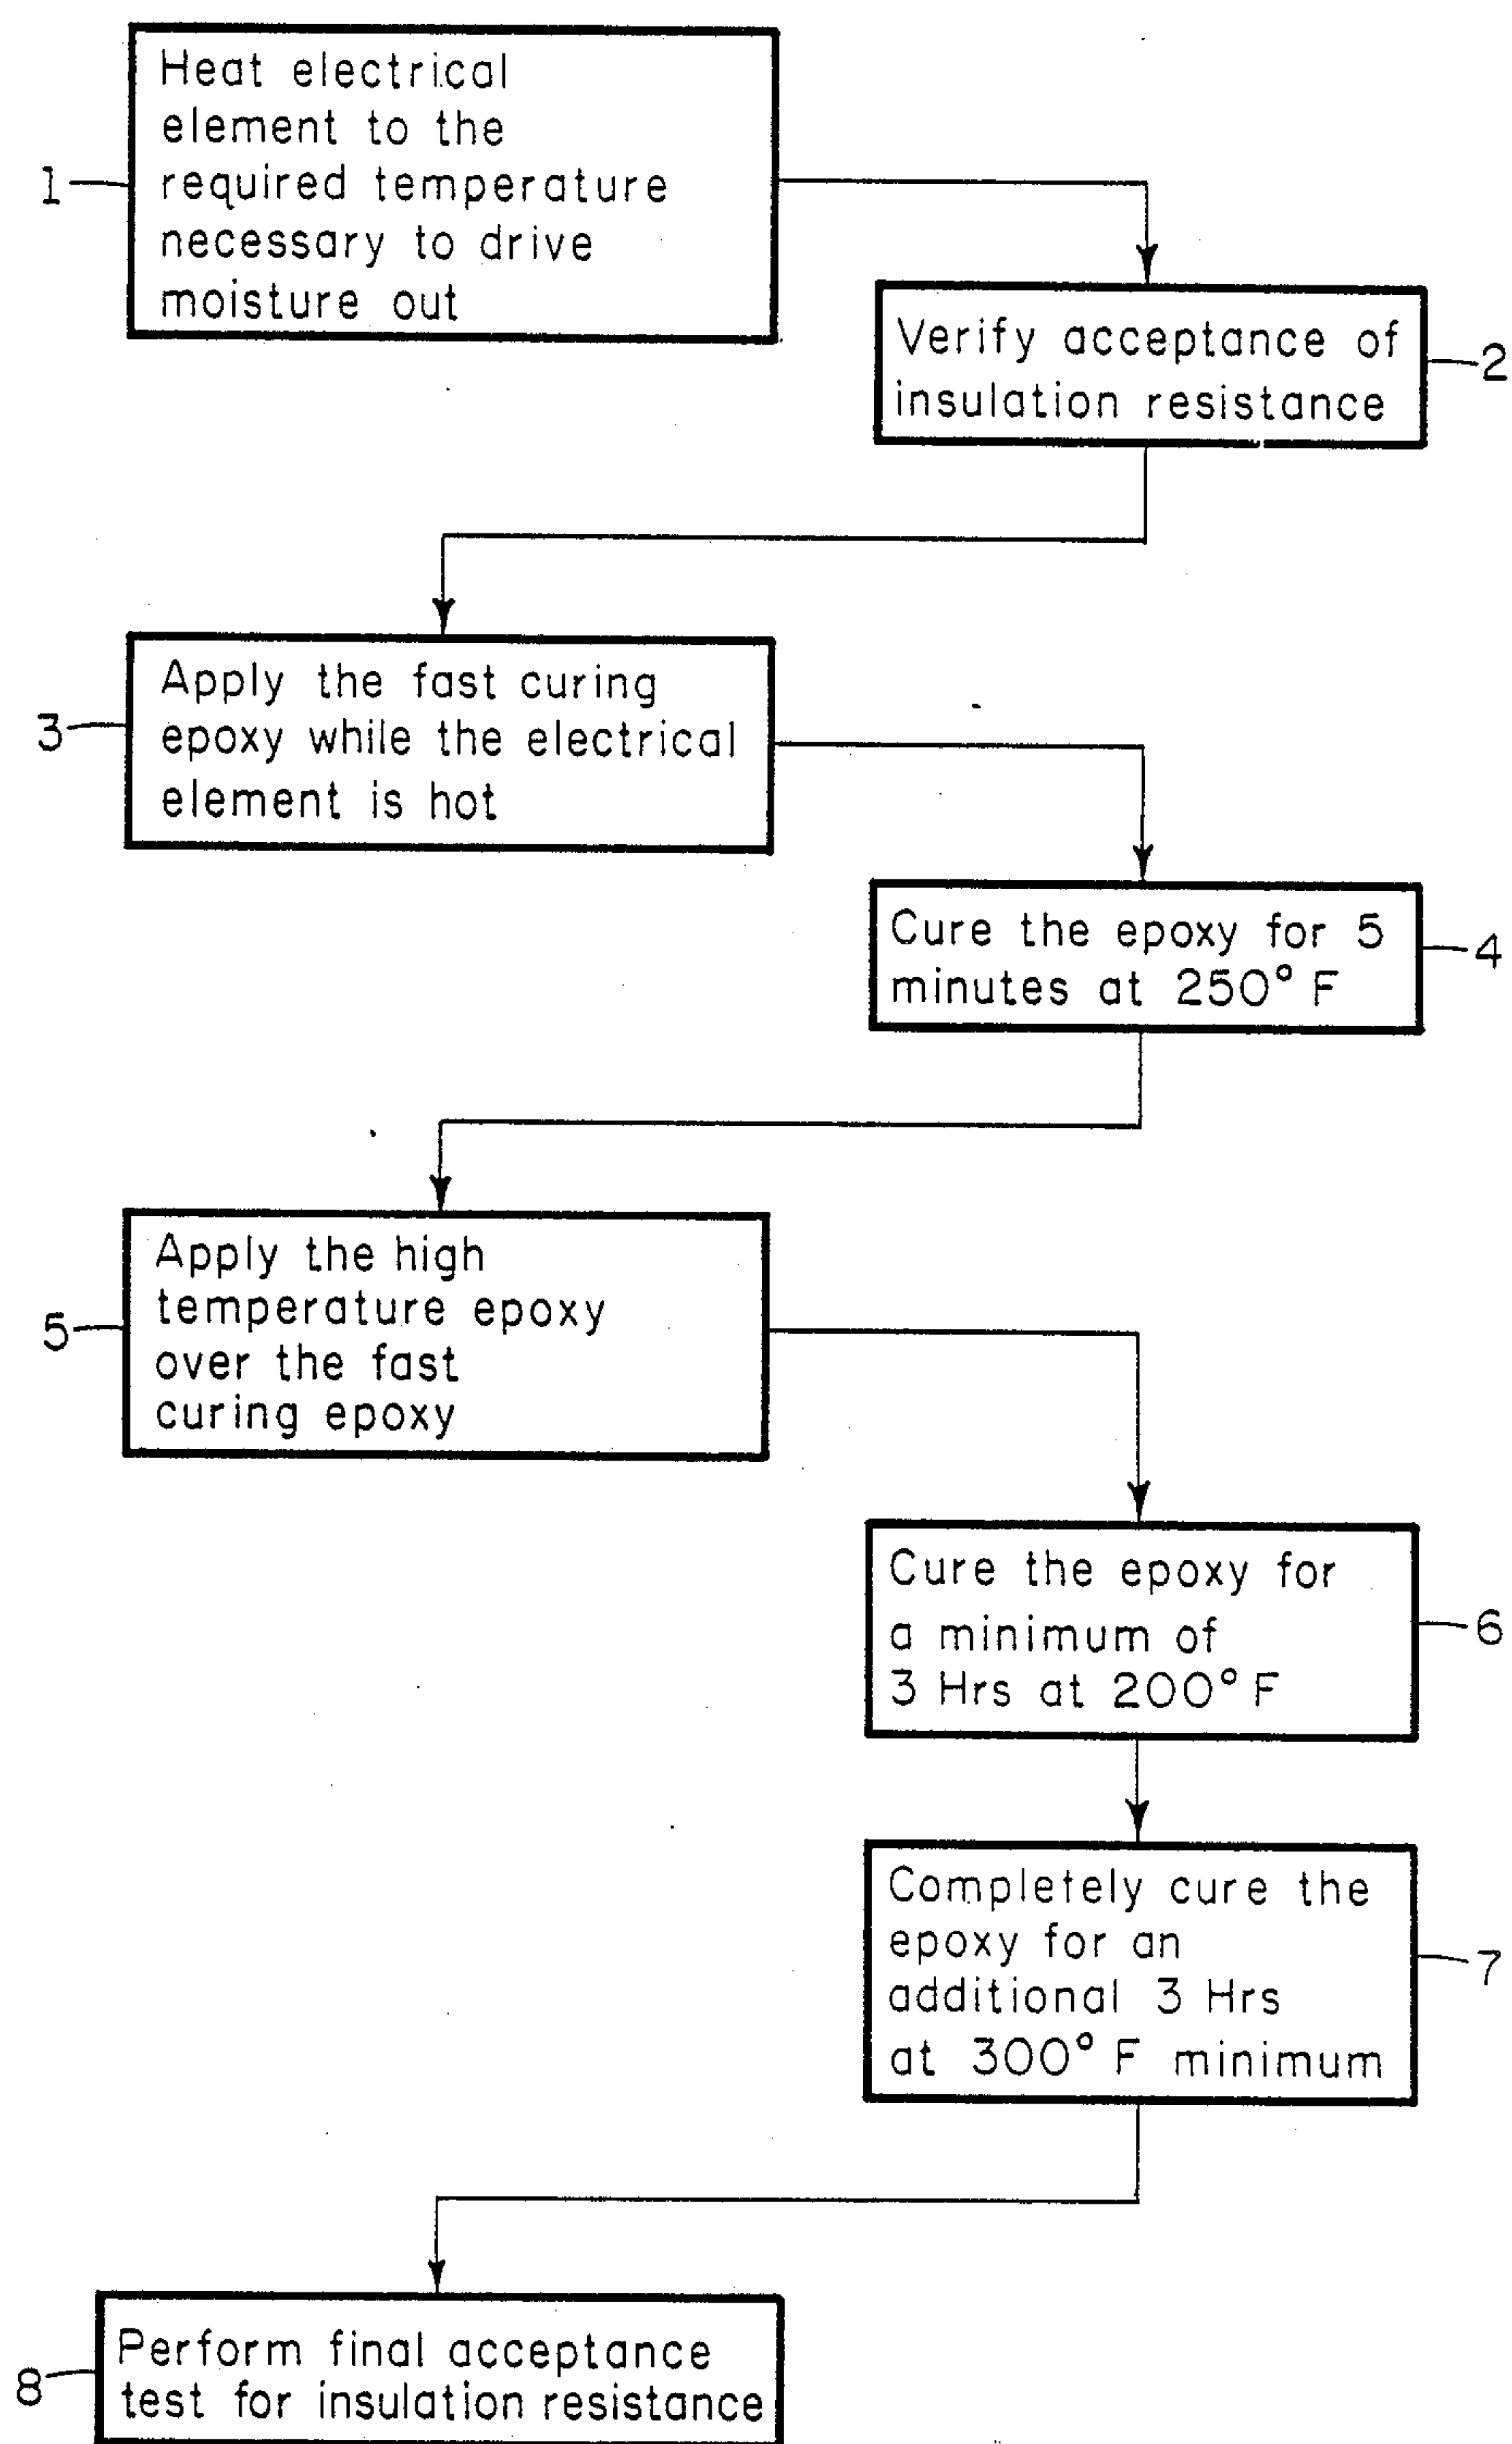 Heat electrical
element to the
required temperature
necessary to drive
moisture out
1
Verify acceptance of
insulation resistance
2
Apply the fast curing
epoxy while the electrical
element is hot
3
Cure the epoxy for 5
minutes at 250° F
4
Apply the high
temperature epoxy
over the fast
curing epoxy
5
Cure the epoxy for
a minimum of
3 Hrs at 200° F
6
Completely cure the
epoxy for an
additional 3 Hrs
at 300° F minimum
7
Perform final acceptance
test for insulation resistance
8